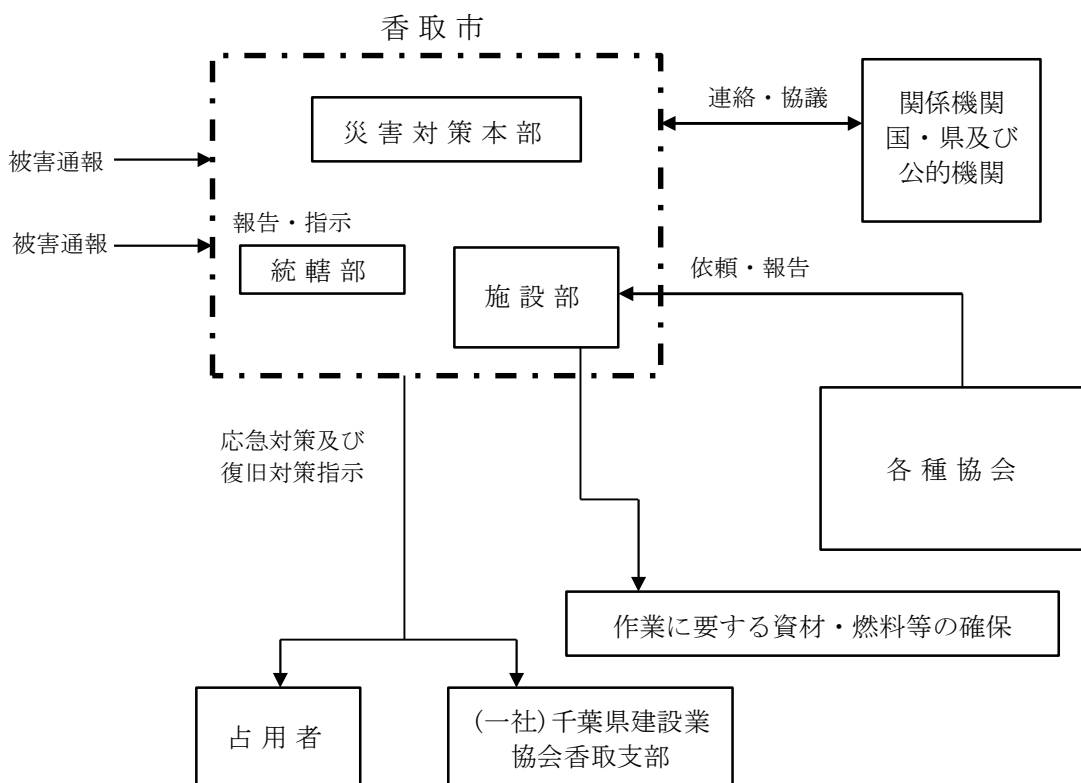 香取市
災害対策本部
連絡・協議
関係機関
国・県及び
公的機関
被害通報
被害通報
報告・指示
統轄部
施設部
依頼・報告
応急対策及び
復旧対策指示
各種協会
作業に要する資材・燃料等の確保
占用者
(一社)千葉県建設業
協会香取支部